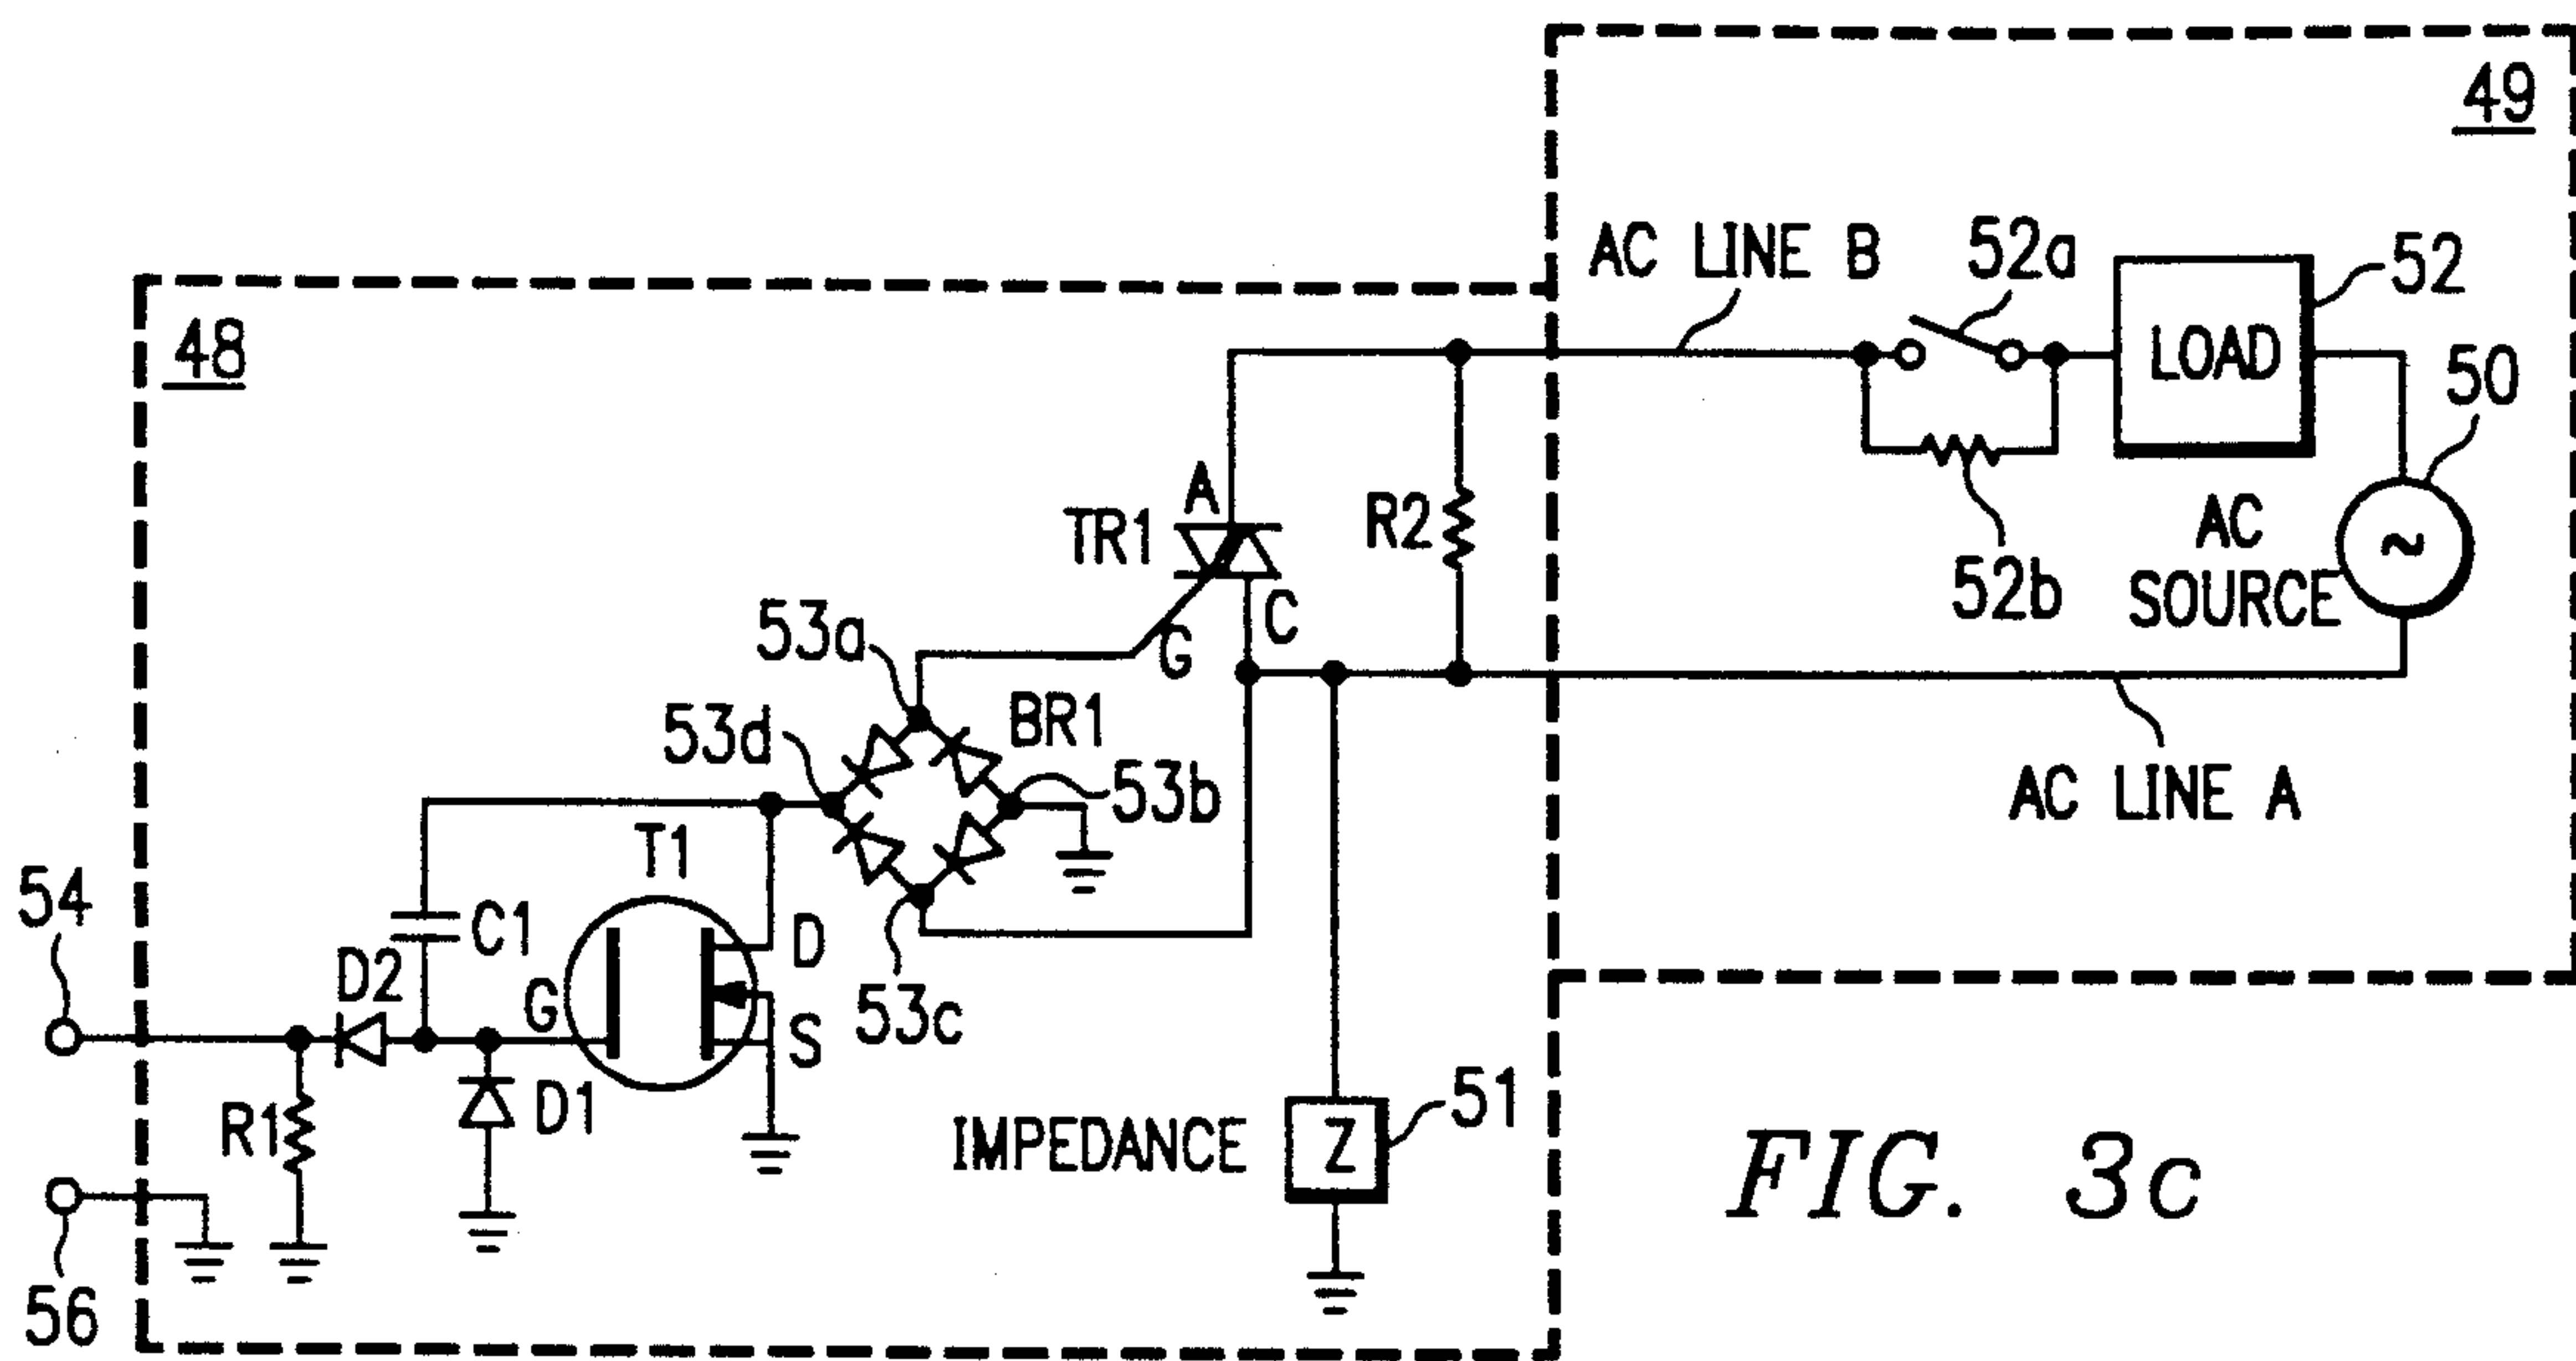 49
AC LINE B
52a
52
48
LOAD
50
A
TR1
R2
AC
SOURCE
~
52b
53a
G
C
53d
BR1
53b
AC LINE A
T1
54
C1
D
D2
G
53c
S
R1
D1
IMPEDANCE
Z
51
56
FIG. 3c